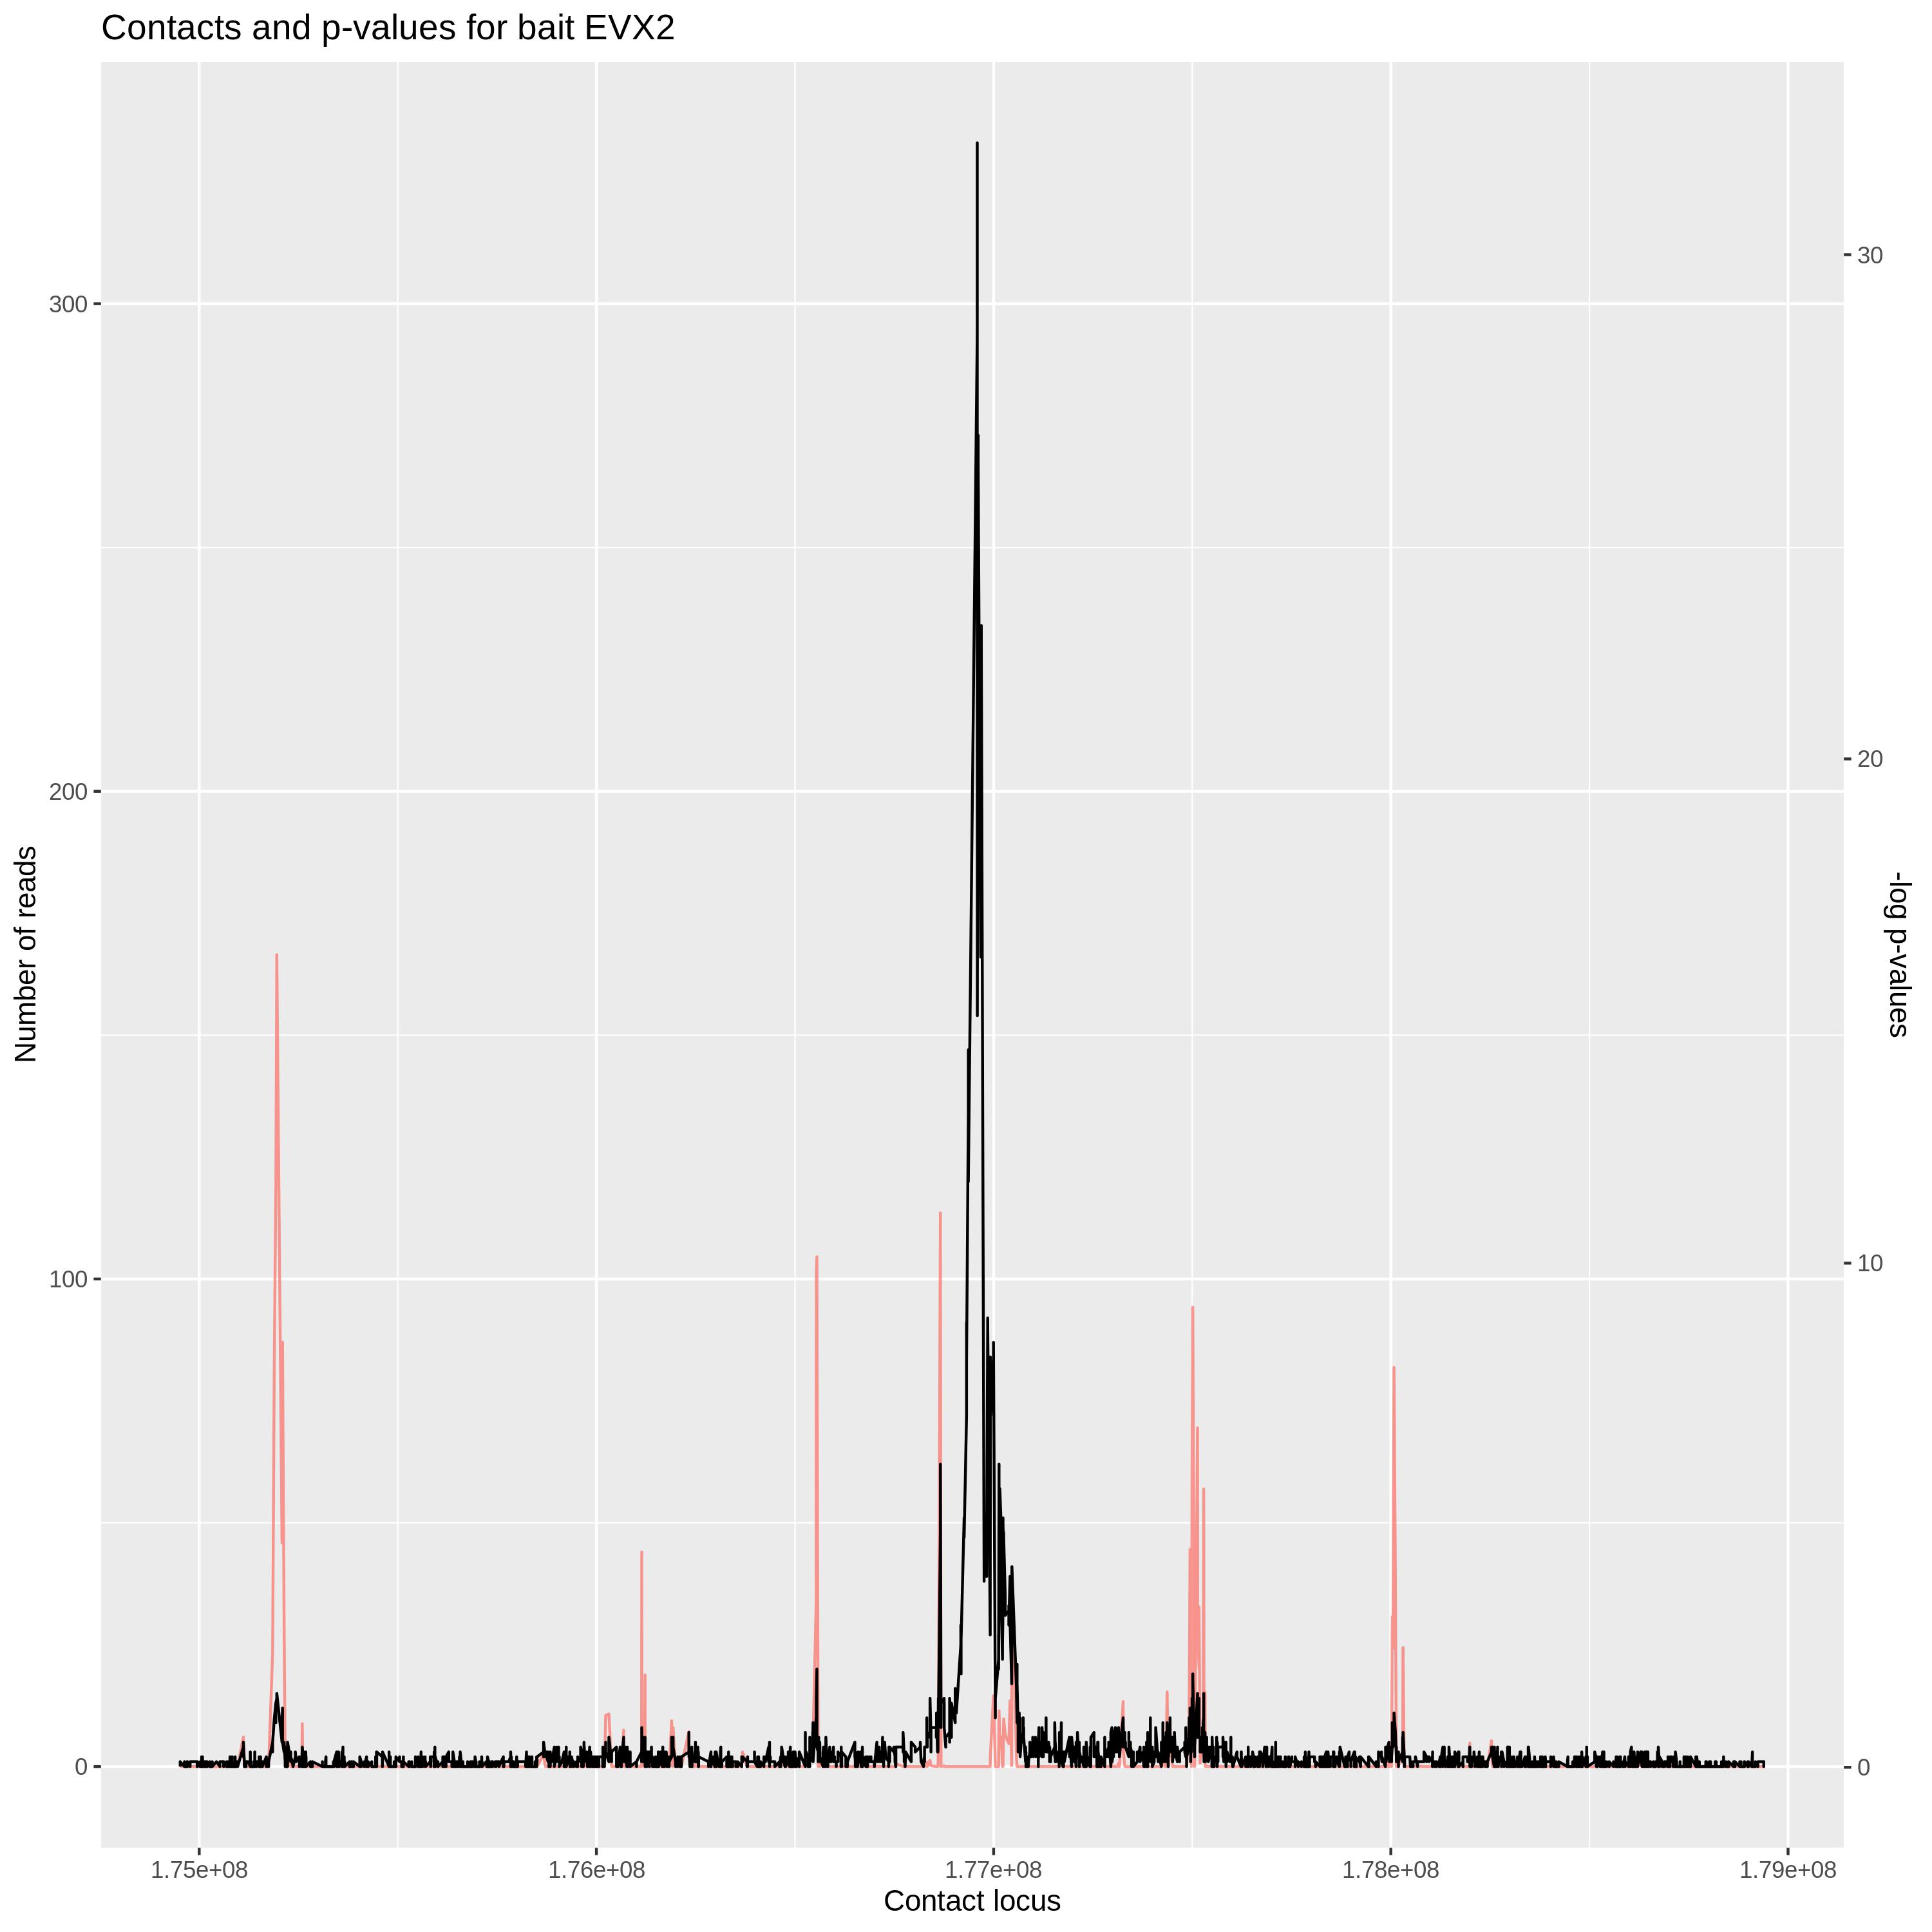 Contacts and p-values for bait EVX2
Number of reads
300
200
100
0
30
20
10
0
-log p-values
1.75e+08
1.76e+08
1.77e+08
1.78e+08
1.79e+08
Contact locus